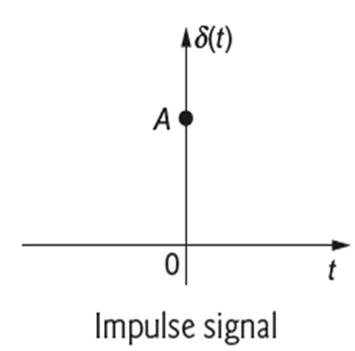 δ(t)
A
0
t
Impulse signal